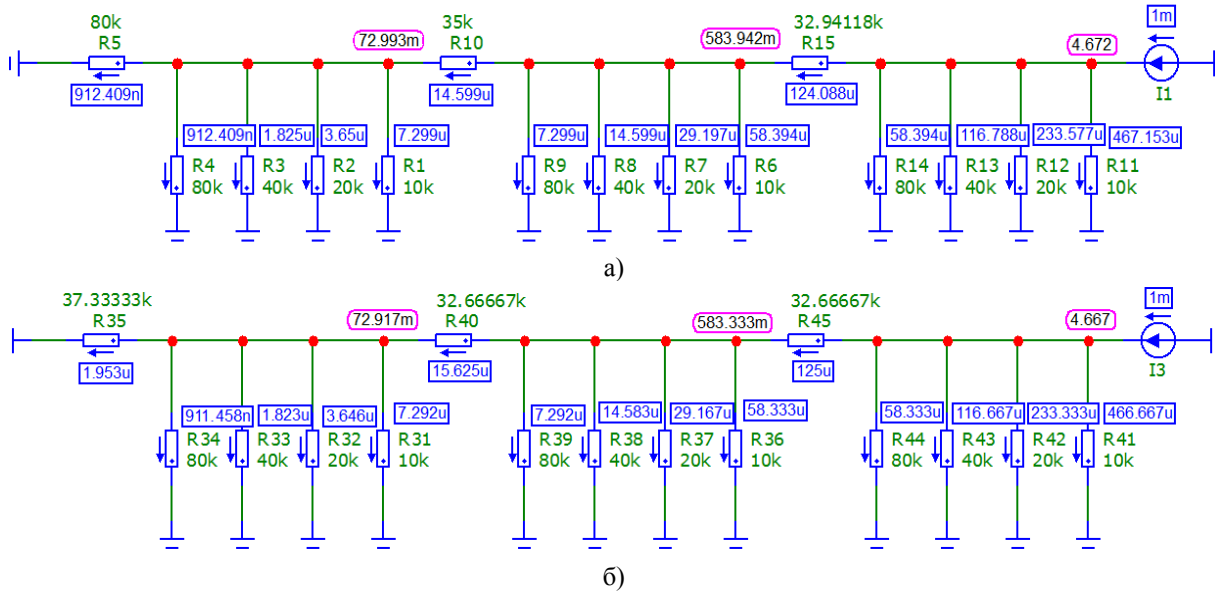 80k 35k 32.94118k 1m
R5 72.993m R10 583.942m R15 4.672
912.409n 14.599u 124.088u I1
912.409n 1.825u 3.65u 7.299u 7.299u 14.599u 29.197u 58.394u 58.394u 116.788u 233.577u 467.153u
R4 R3 R2 R1 R9 R8 R7 R6 R14 R13 R12 R11
80k 40k 20k 10k 80k 40k 20k 10k 80k 40k 20k 10k
а)
37.33333k 32.66667k 32.66667k 1m
R35 72.917m R40 583.333m R45 4.667
1.953u 15.625u 125u I3
911.458n 1.823u 3.646u 7.292u 7.292u 14.583u 29.167u 58.333u 58.333u 116.667u 233.333u 466.667u
R34 R33 R32 R31 R39 R38 R37 R36 R44 R43 R42 R41
80k 40k 20k 10k 80k 40k 20k 10k 80k 40k 20k 10k
б)